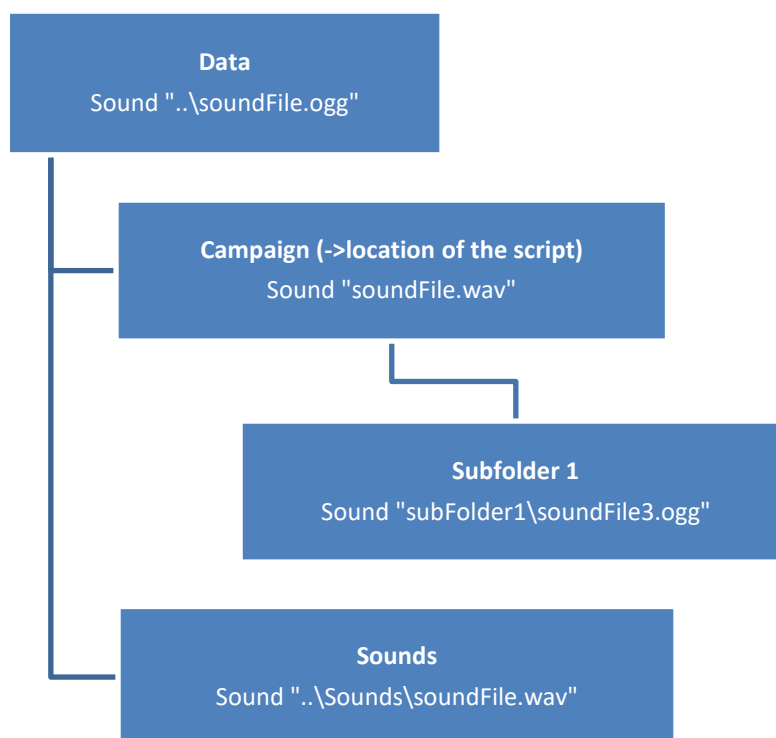 Data
Sound "..\soundFile.ogg"
Campaign (->location of the script)
Sound "soundFile.wav"
Subfolder 1
Sound "subFolder1\soundFile3.ogg"
Sounds
Sound "..\Sounds\soundFile.wav"